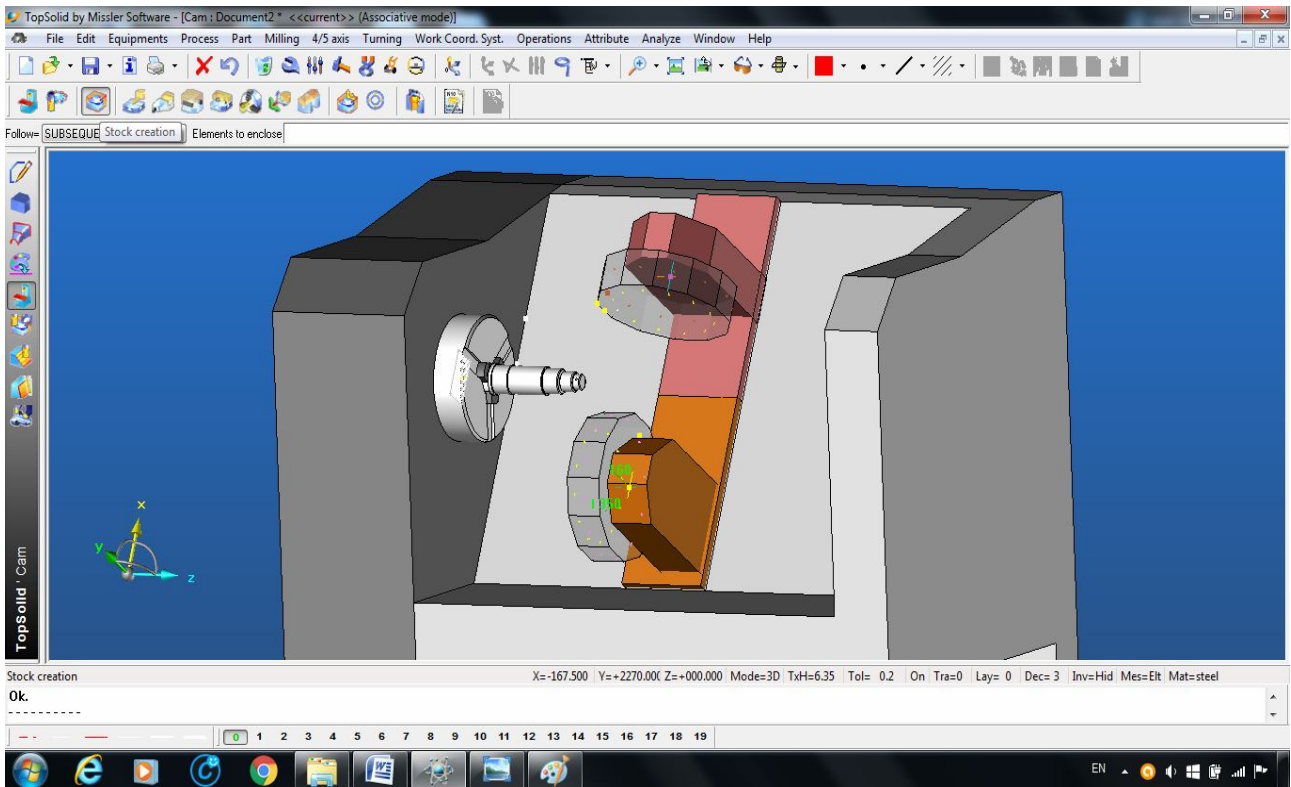 TopSolid by Missler Software - [Cam : Document2 *  <<current>> (Associative mode)]
File Edit Equipments Process Part Milling 4/5 axis Turning Work Coord. Syst. Operations Attribute Analyze Window Help
Follow= SUBSEQUE Stock creation Elements to enclose
160
1350
x
y
z
TopSolid 'Cam
Stock creation X=-167.500 Y=+2270.00( Z=+000.000 Mode=3D TxH=6.35 Tol= 0.2 On Tra=0 Lay= 0 Dec= 3 Inv=Hid Mes=Elt Mat=steel
Ok.
----------
0 1 2 3 4 5 6 7 8 9 10 11 12 13 14 15 16 17 18 19
EN